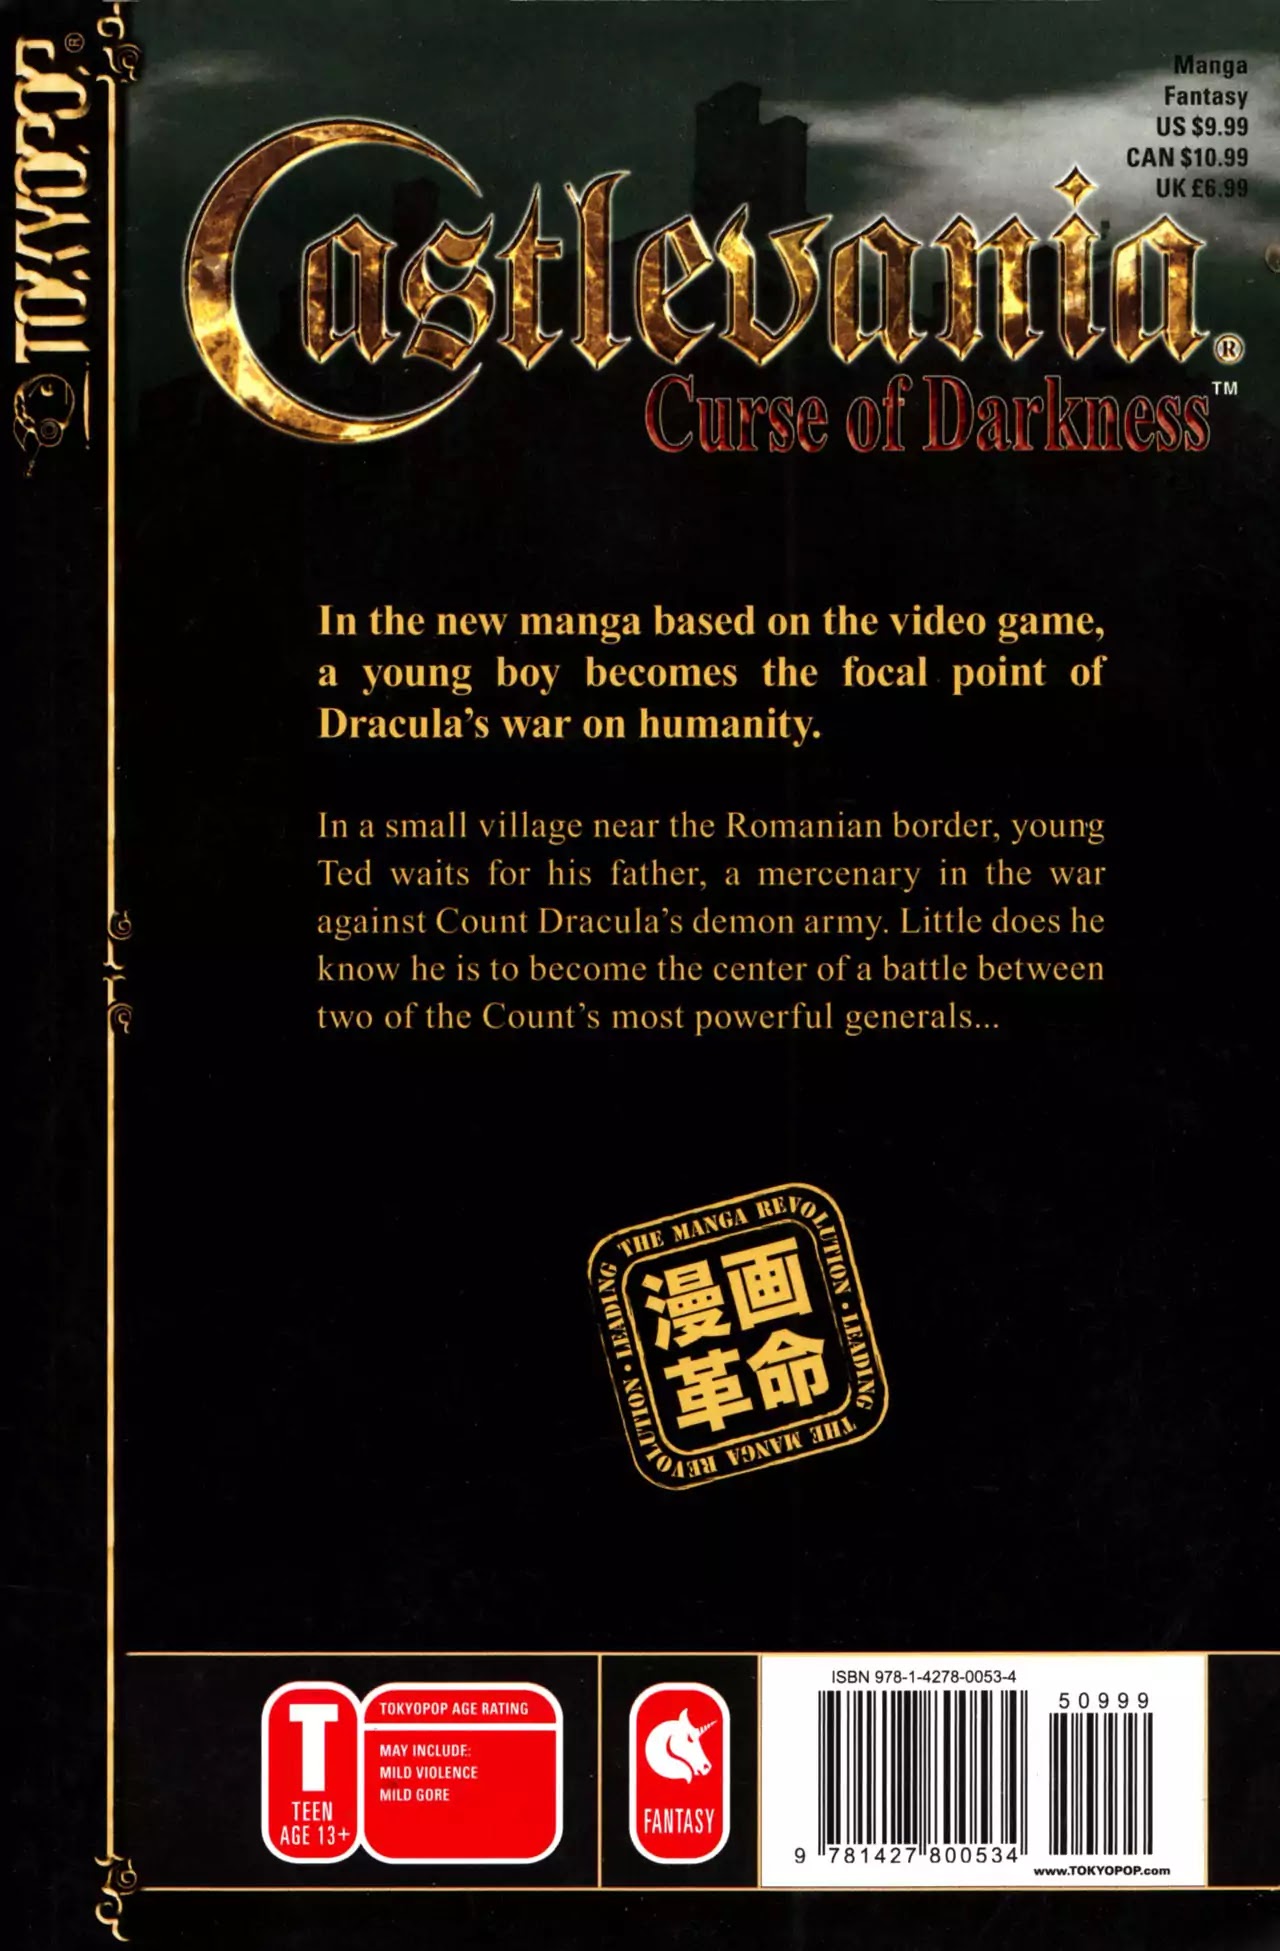 TOKYOPOP®
Manga
Fantasy
US $9.99
CAN $10.99
UK £6.99
Castlevania®
Curse of Darkness™
In the new manga based on the video game,
a young boy becomes the focal point of
Dracula's war on humanity.
In a small village near the Romanian border, young
Ted waits for his father, a mercenary in the war
against Count Dracula's demon army. Little does he
know he is to become the center of a battle between
two of the Count's most powerful generals...
LEADING THE MANGA REVOLUTION • LEADING THE MANGA REVOLUTION •
漫画
革命
T
TEEN
AGE 13+
TOKYOPOP AGE RATING
MAY INCLUDE:
MILD VIOLENCE
MILD GORE
FANTASY
ISBN 978-1-4278-0053-4
50999
9 781427 800534
www.TOKYOPOP.com